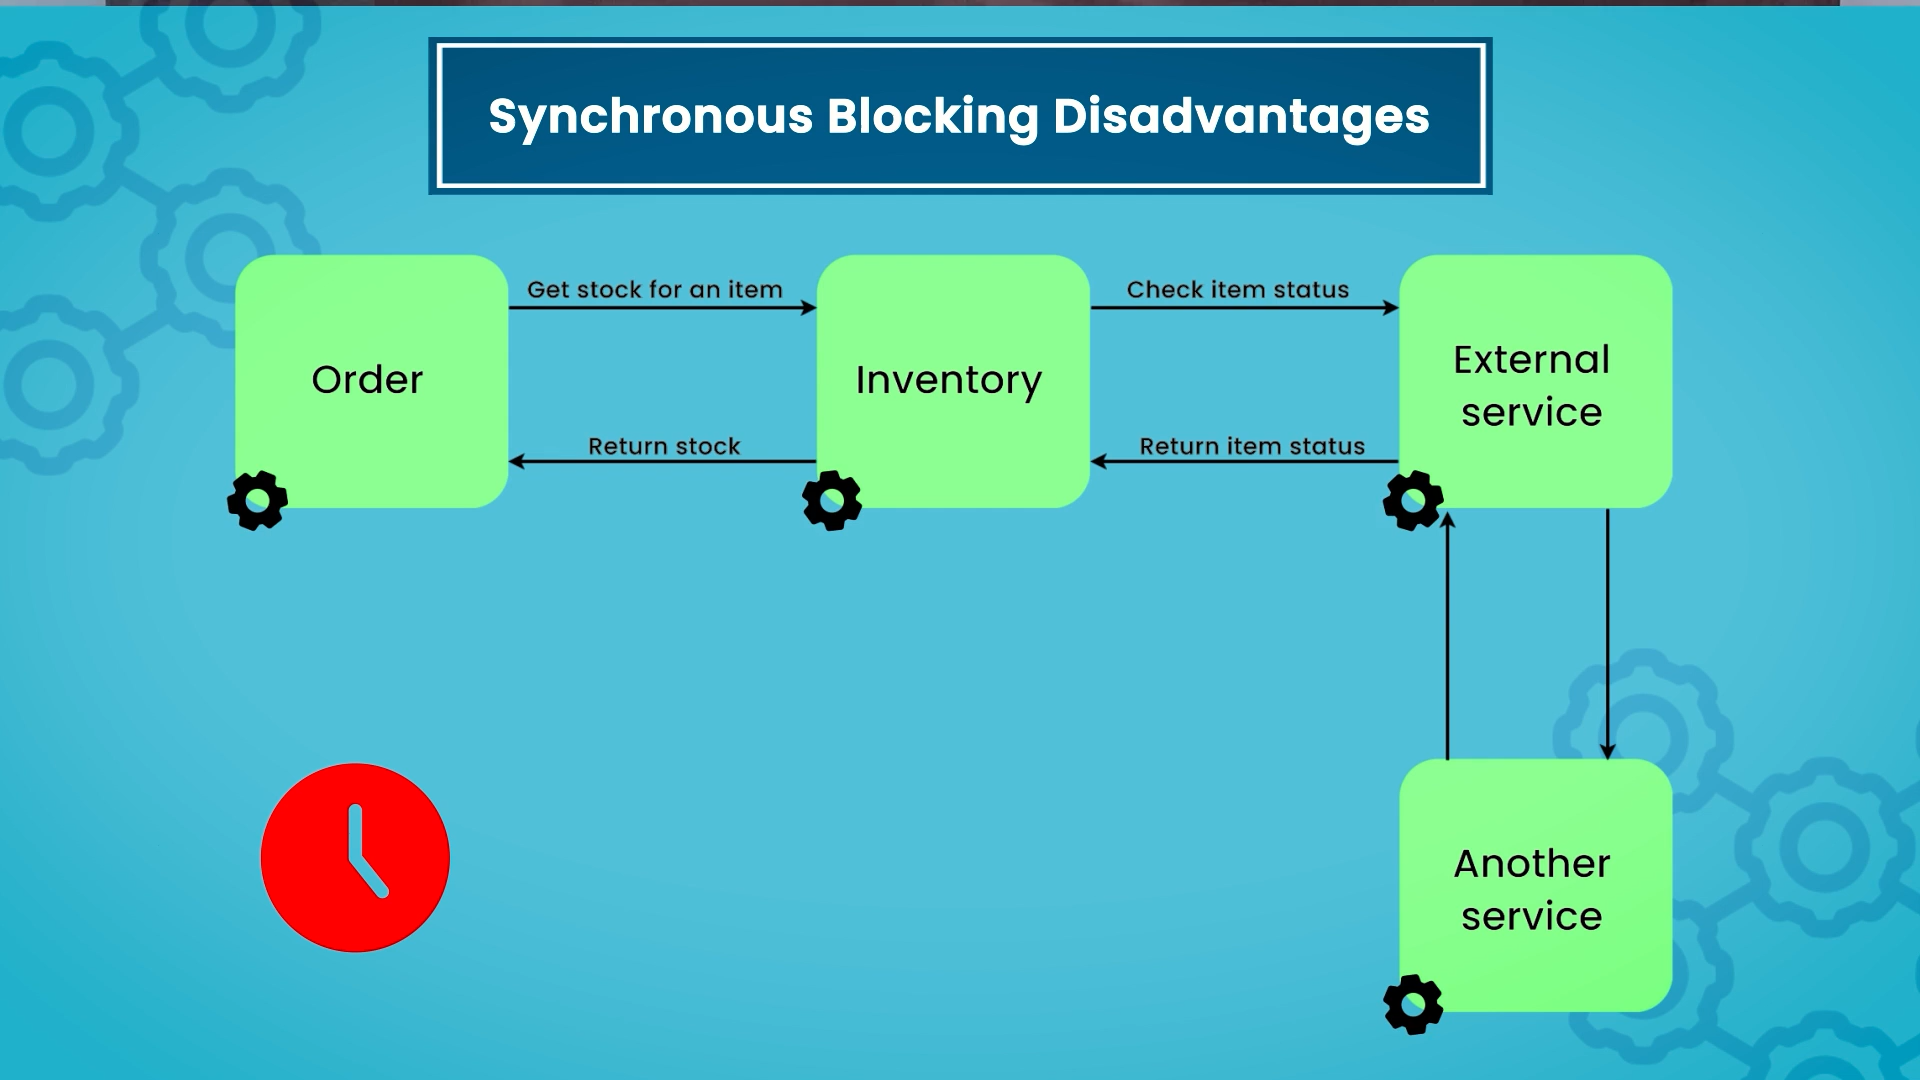 Synchronous Blocking Disadvantages
Get stock for an item
Check item status
Order
Inventory
External
service
Return stock
Return item status
Another
service